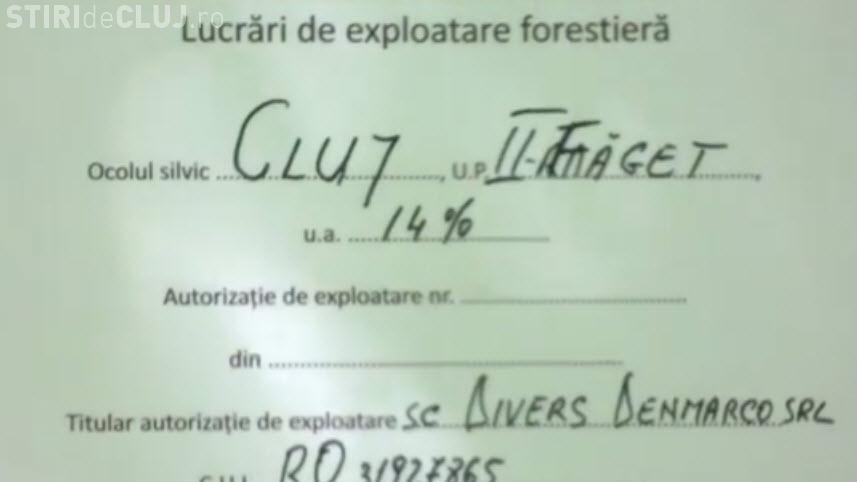 STIRIdeCLUJ.ro
Lucrări de exploatare forestieră
Ocolul silvic CLUJ, U.P. II-FĂGET,
u.a. 14%
Autorizație de exploatare nr.
din
Titular autorizație de exploatare SC DIVERS DENMARCO SRL
RO 31927865